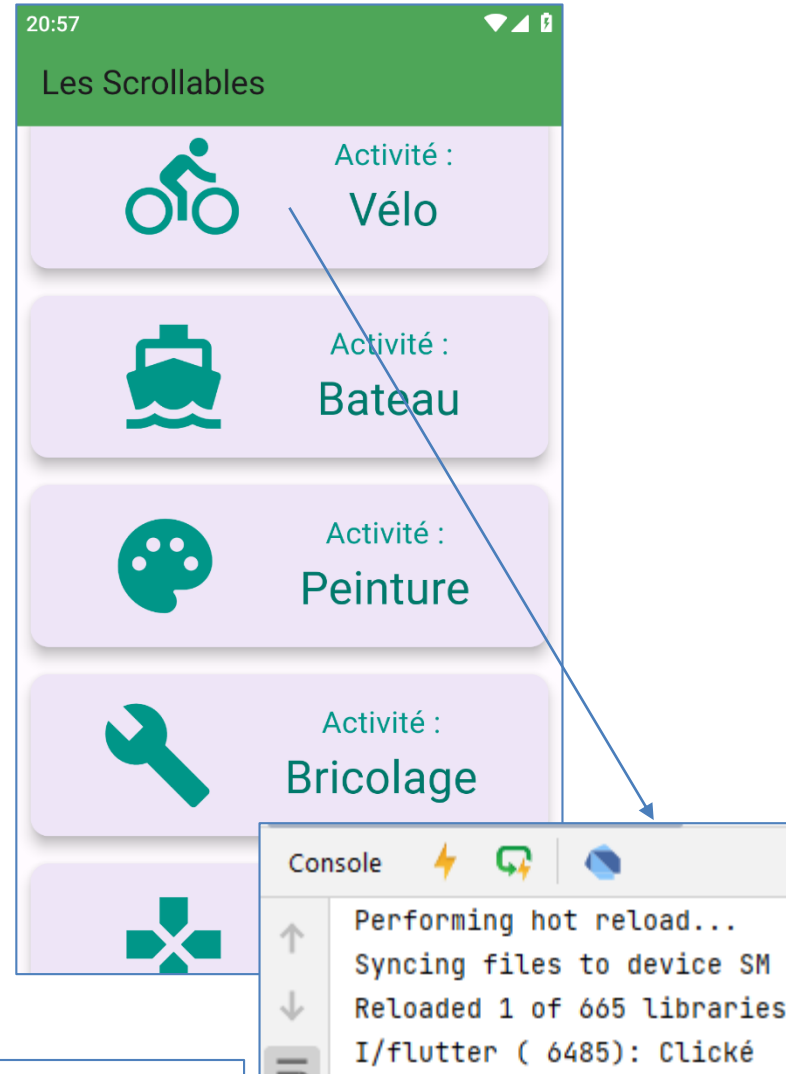 20:57
Les Scrollables
Activité :
Vélo
Activité :
Bateau
Activité :
Peinture
Activité :
Bricolage
Console
Performing hot reload...
Syncing files to device SM
Reloaded 1 of 665 libraries
I/flutter ( 6485): Clické